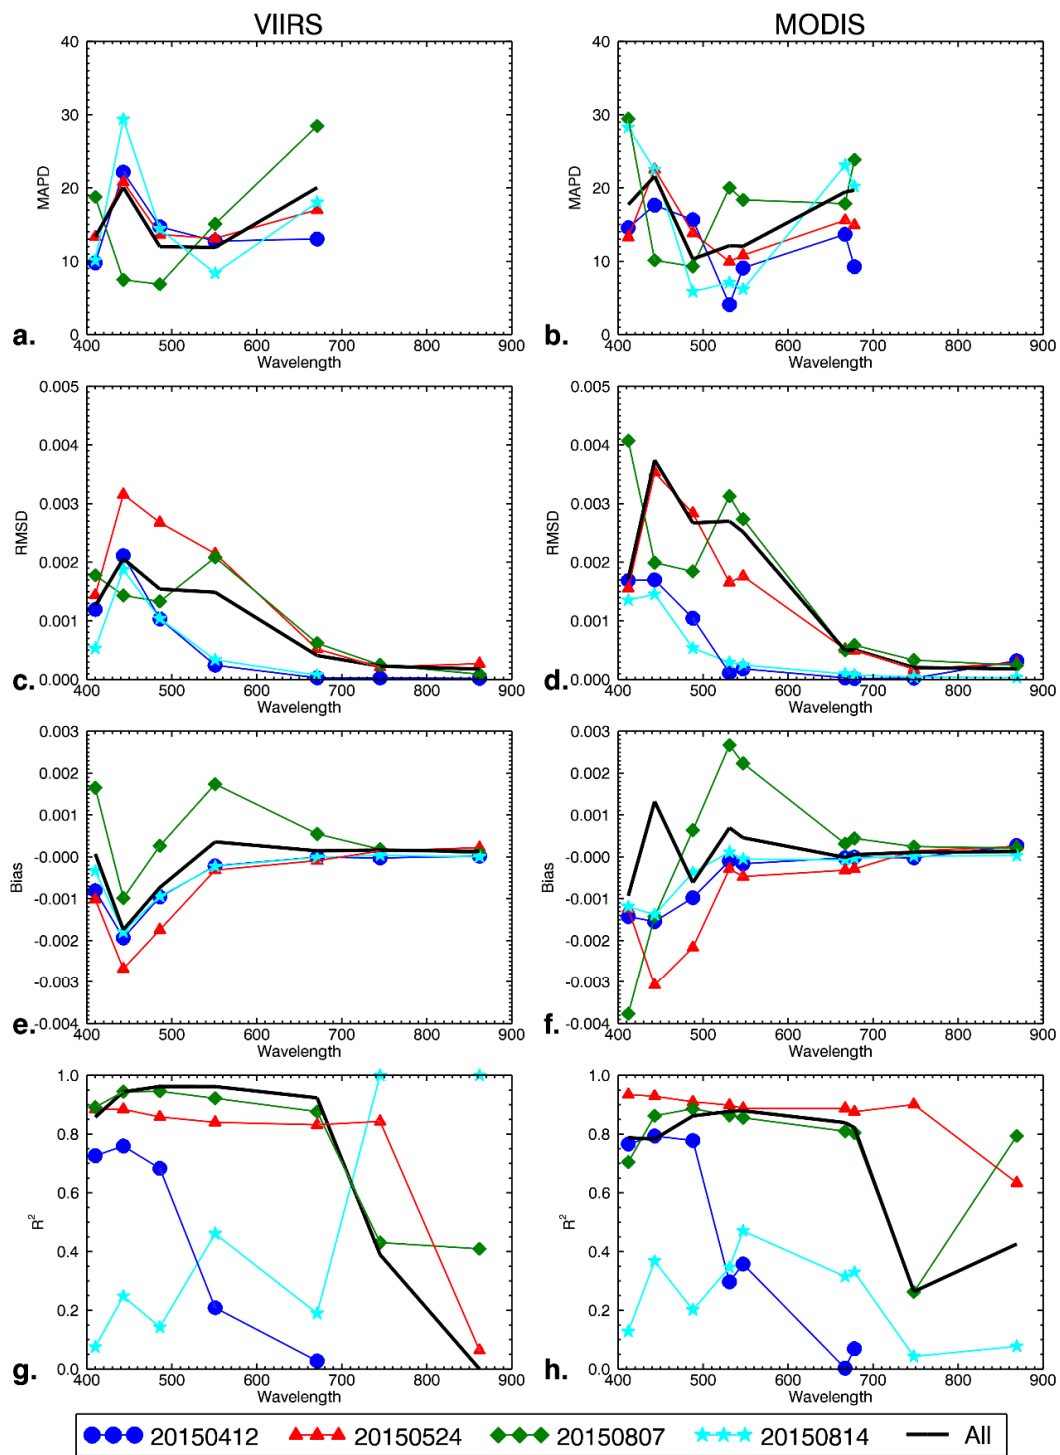 VIIRS
MODIS
40
30
20
10
0
MAPD
400 500 600 700 800 900
Wavelength
a.
40
30
20
10
0
MAPD
400 500 600 700 800 900
Wavelength
b.
0.005
0.004
0.003
0.002
0.001
0.000
RMSD
400 500 600 700 800 900
Wavelength
c.
0.005
0.004
0.003
0.002
0.001
0.000
RMSD
400 500 600 700 800 900
Wavelength
d.
0.003
0.002
0.001
-0.000
-0.001
-0.002
-0.003
-0.004
Bias
400 500 600 700 800 900
Wavelength
e.
0.003
0.002
0.001
-0.000
-0.001
-0.002
-0.003
-0.004
Bias
400 500 600 700 800 900
Wavelength
f.
1.0
0.8
0.6
0.4
0.2
0.0
R²
400 500 600 700 800 900
Wavelength
g.
1.0
0.8
0.6
0.4
0.2
0.0
R²
400 500 600 700 800 900
Wavelength
h.
20150412 20150524 20150807 20150814 All